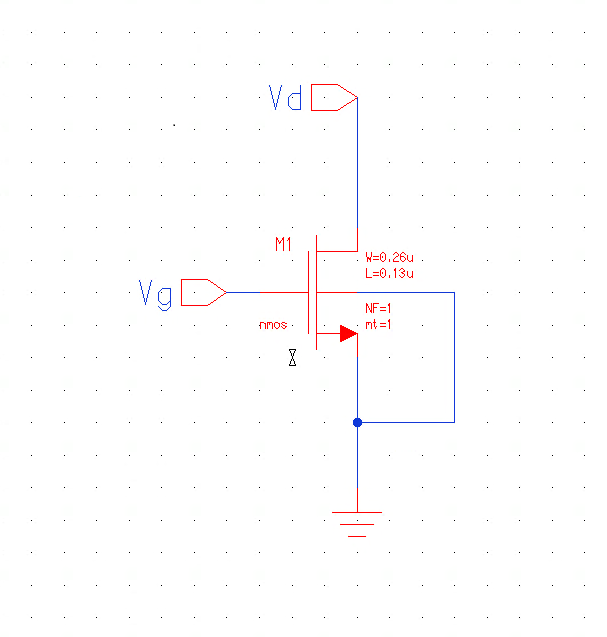 Vd
M1
W=0.26u
L=0.13u
Vg
NF=1
nmos
mt=1